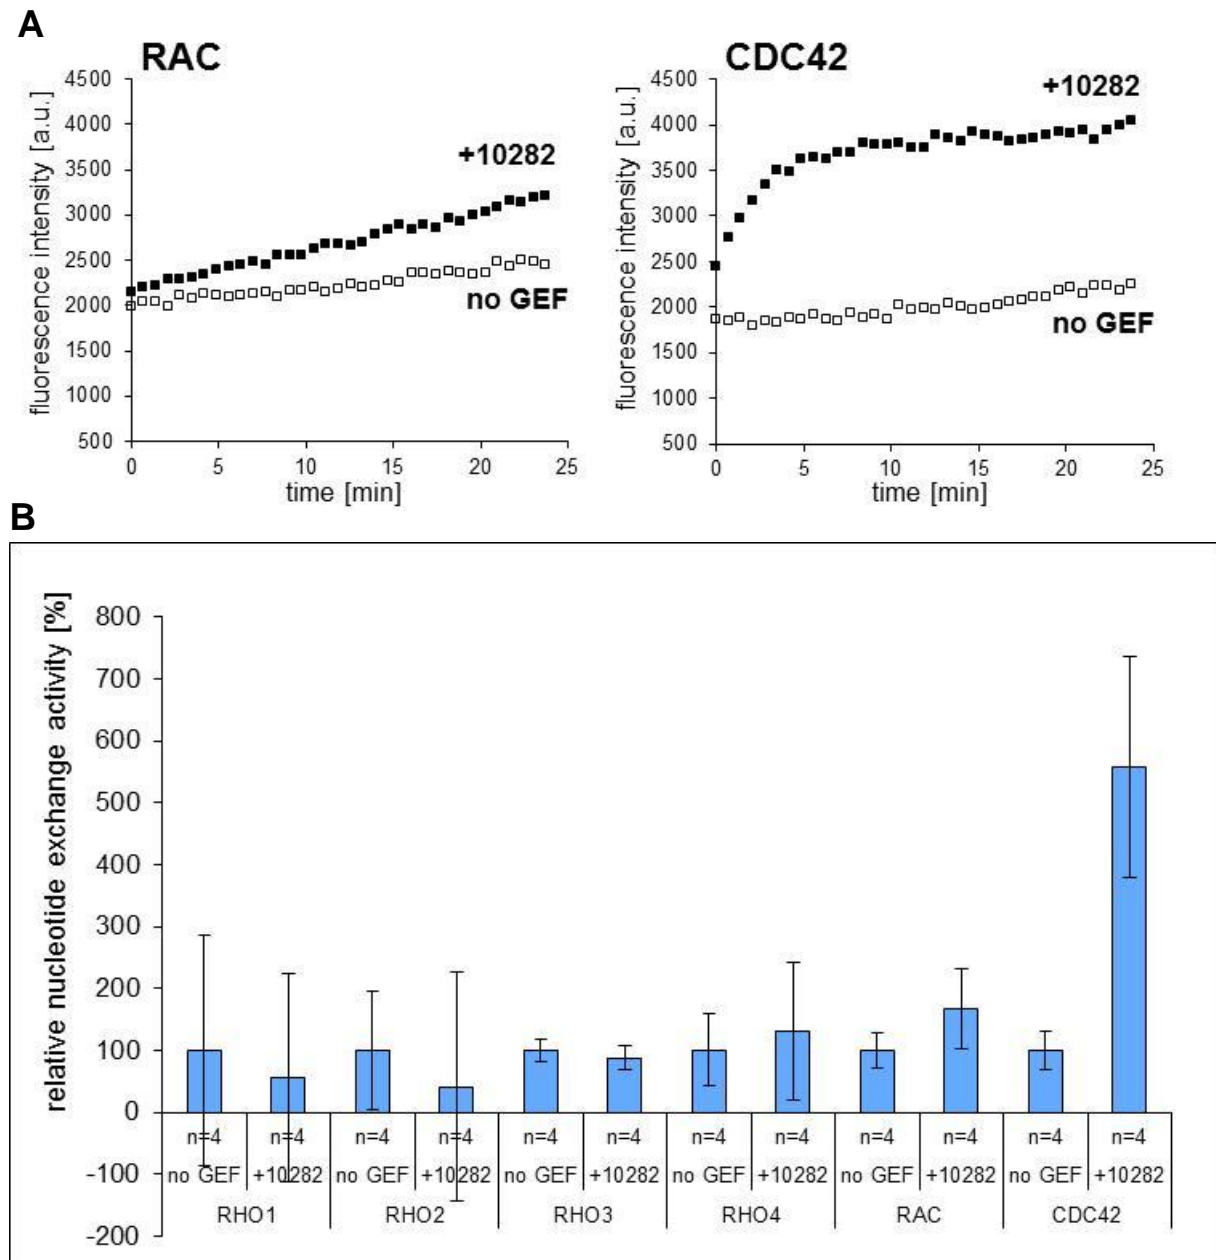 A
RAC
CDC42
fluorescence intensity [a.u.]
4500
4000
3500
3000
2500
2000
1500
1000
500
+10282
no GEF
0 5 10 15 20 25
time [min]
fluorescence intensity [a.u.]
4500
4000
3500
3000
2500
2000
1500
1000
500
+10282
no GEF
0 5 10 15 20 25
time [min]
B
relative nucleotide exchange activity [%]
800
700
600
500
400
300
200
100
0
-100
-200
n=4 n=4 n=4 n=4 n=4 n=4 n=4 n=4 n=4 n=4 n=4 n=4
no GEF +10282 no GEF +10282 no GEF +10282 no GEF +10282 no GEF +10282 no GEF +10282
RHO1 RHO2 RHO3 RHO4 RAC CDC42